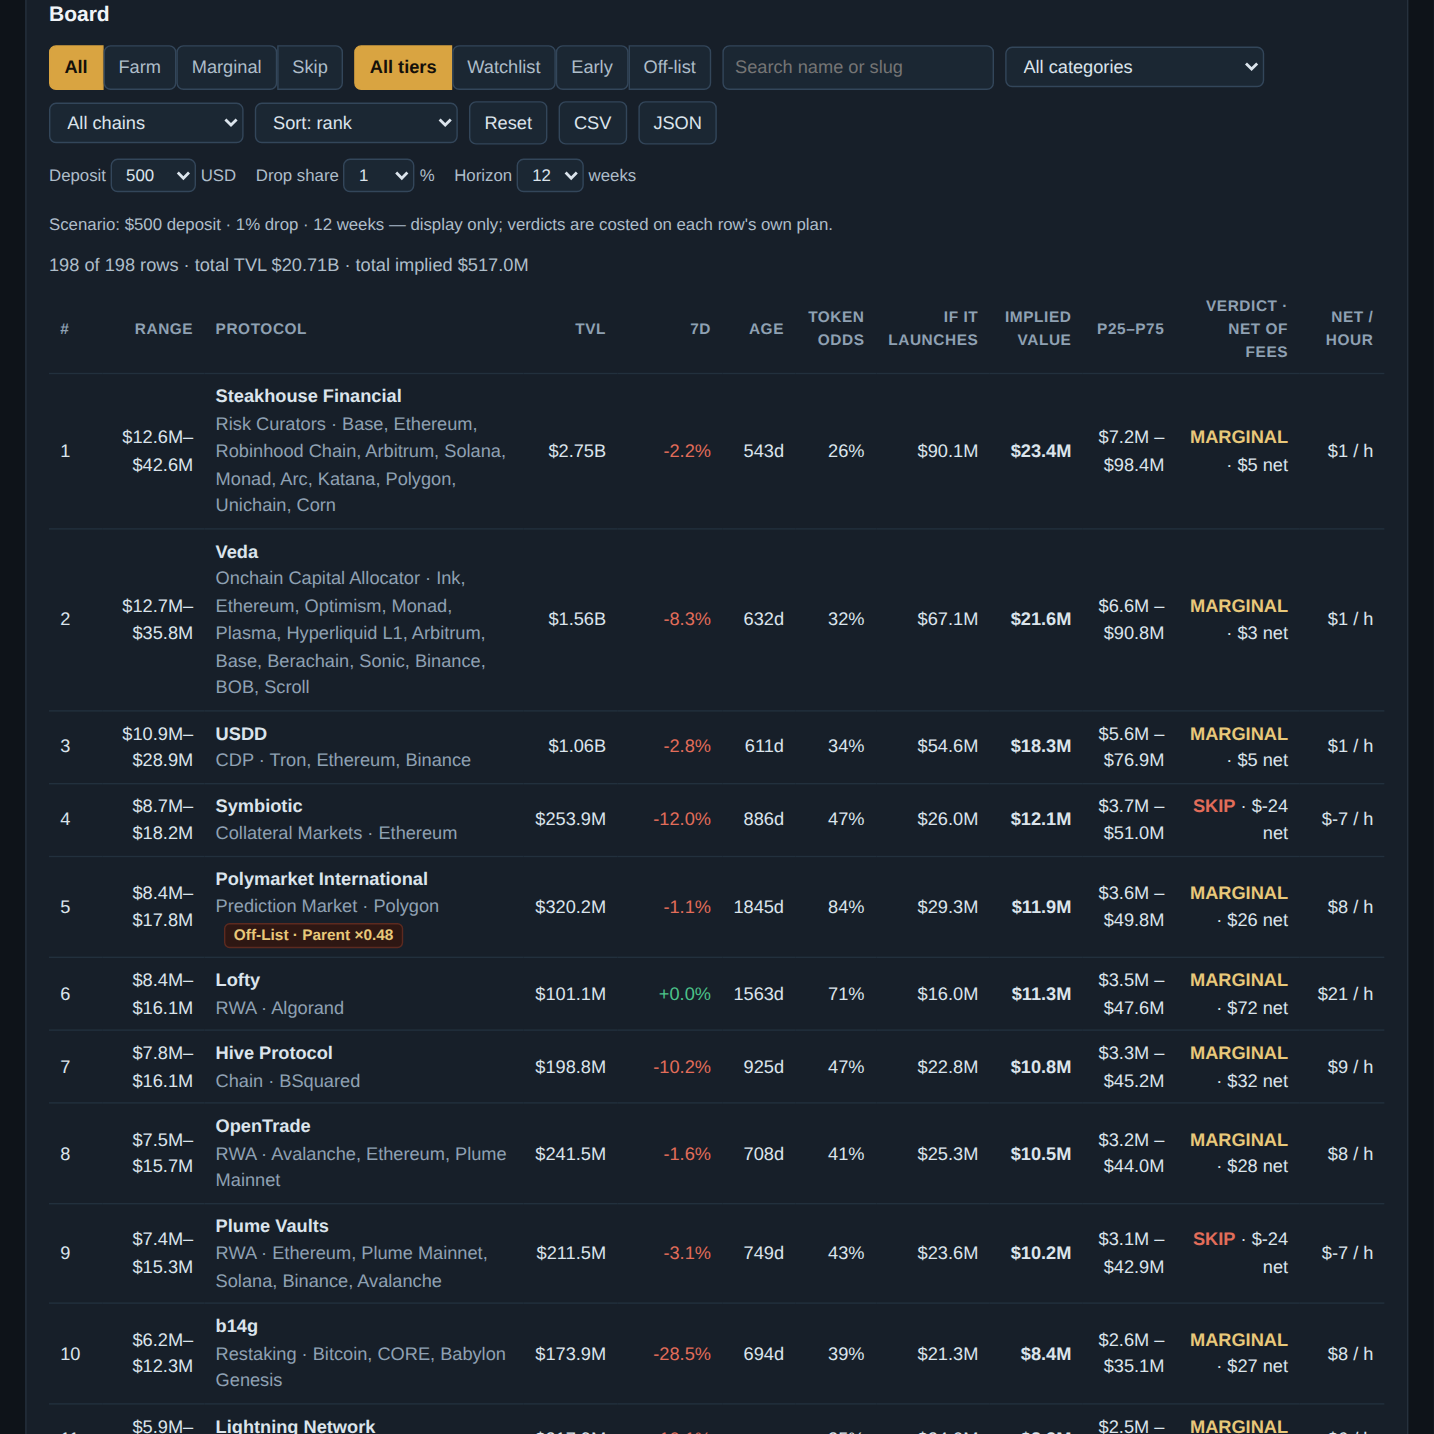 Board
All Farm Marginal Skip All tiers Watchlist Early Off-list Search name or slug All categories
All chains Sort: rank Reset CSV JSON
Deposit 500 USD Drop share 1 % Horizon 12 weeks
Scenario: $500 deposit · 1% drop · 12 weeks — display only; verdicts are costed on each row's own plan.
198 of 198 rows · total TVL $20.71B · total implied $517.0M
# RANGE PROTOCOL TVL 7D AGE TOKEN ODDS IF IT LAUNCHES IMPLIED VALUE P25–P75 VERDICT · NET OF FEES NET / HOUR
1 $12.6M–$42.6M Steakhouse Financial
Risk Curators · Base, Ethereum,
Robinhood Chain, Arbitrum, Solana,
Monad, Arc, Katana, Polygon,
Unichain, Corn
$2.75B -2.2% 543d 26% $90.1M $23.4M $7.2M – $98.4M MARGINAL · $5 net $1 / h
2 $12.7M–$35.8M Veda
Onchain Capital Allocator · Ink,
Ethereum, Optimism, Monad,
Plasma, Hyperliquid L1, Arbitrum,
Base, Berachain, Sonic, Binance,
BOB, Scroll
$1.56B -8.3% 632d 32% $67.1M $21.6M $6.6M – $90.8M MARGINAL · $3 net $1 / h
3 $10.9M–$28.9M USDD
CDP · Tron, Ethereum, Binance
$1.06B -2.8% 611d 34% $54.6M $18.3M $5.6M – $76.9M MARGINAL · $5 net $1 / h
4 $8.7M–$18.2M Symbiotic
Collateral Markets · Ethereum
$253.9M -12.0% 886d 47% $26.0M $12.1M $3.7M – $51.0M SKIP · $-24 net $-7 / h
5 $8.4M–$17.8M Polymarket International
Prediction Market · Polygon
Off-List · Parent ×0.48
$320.2M -1.1% 1845d 84% $29.3M $11.9M $3.6M – $49.8M MARGINAL · $26 net $8 / h
6 $8.4M–$16.1M Lofty
RWA · Algorand
$101.1M +0.0% 1563d 71% $16.0M $11.3M $3.5M – $47.6M MARGINAL · $72 net $21 / h
7 $7.8M–$16.1M Hive Protocol
Chain · BSquared
$198.8M -10.2% 925d 47% $22.8M $10.8M $3.3M – $45.2M MARGINAL · $32 net $9 / h
8 $7.5M–$15.7M OpenTrade
RWA · Avalanche, Ethereum, Plume
Mainnet
$241.5M -1.6% 708d 41% $25.3M $10.5M $3.2M – $44.0M MARGINAL · $28 net $8 / h
9 $7.4M–$15.3M Plume Vaults
RWA · Ethereum, Plume Mainnet,
Solana, Binance, Avalanche
$211.5M -3.1% 749d 43% $23.6M $10.2M $3.1M – $42.9M SKIP · $-24 net $-7 / h
10 $6.2M–$12.3M b14g
Restaking · Bitcoin, CORE, Babylon
Genesis
$173.9M -28.5% 694d 39% $21.3M $8.4M $2.6M – $35.1M MARGINAL · $27 net $8 / h
$5.9M– Lightning Network $2.5M – MARGINAL